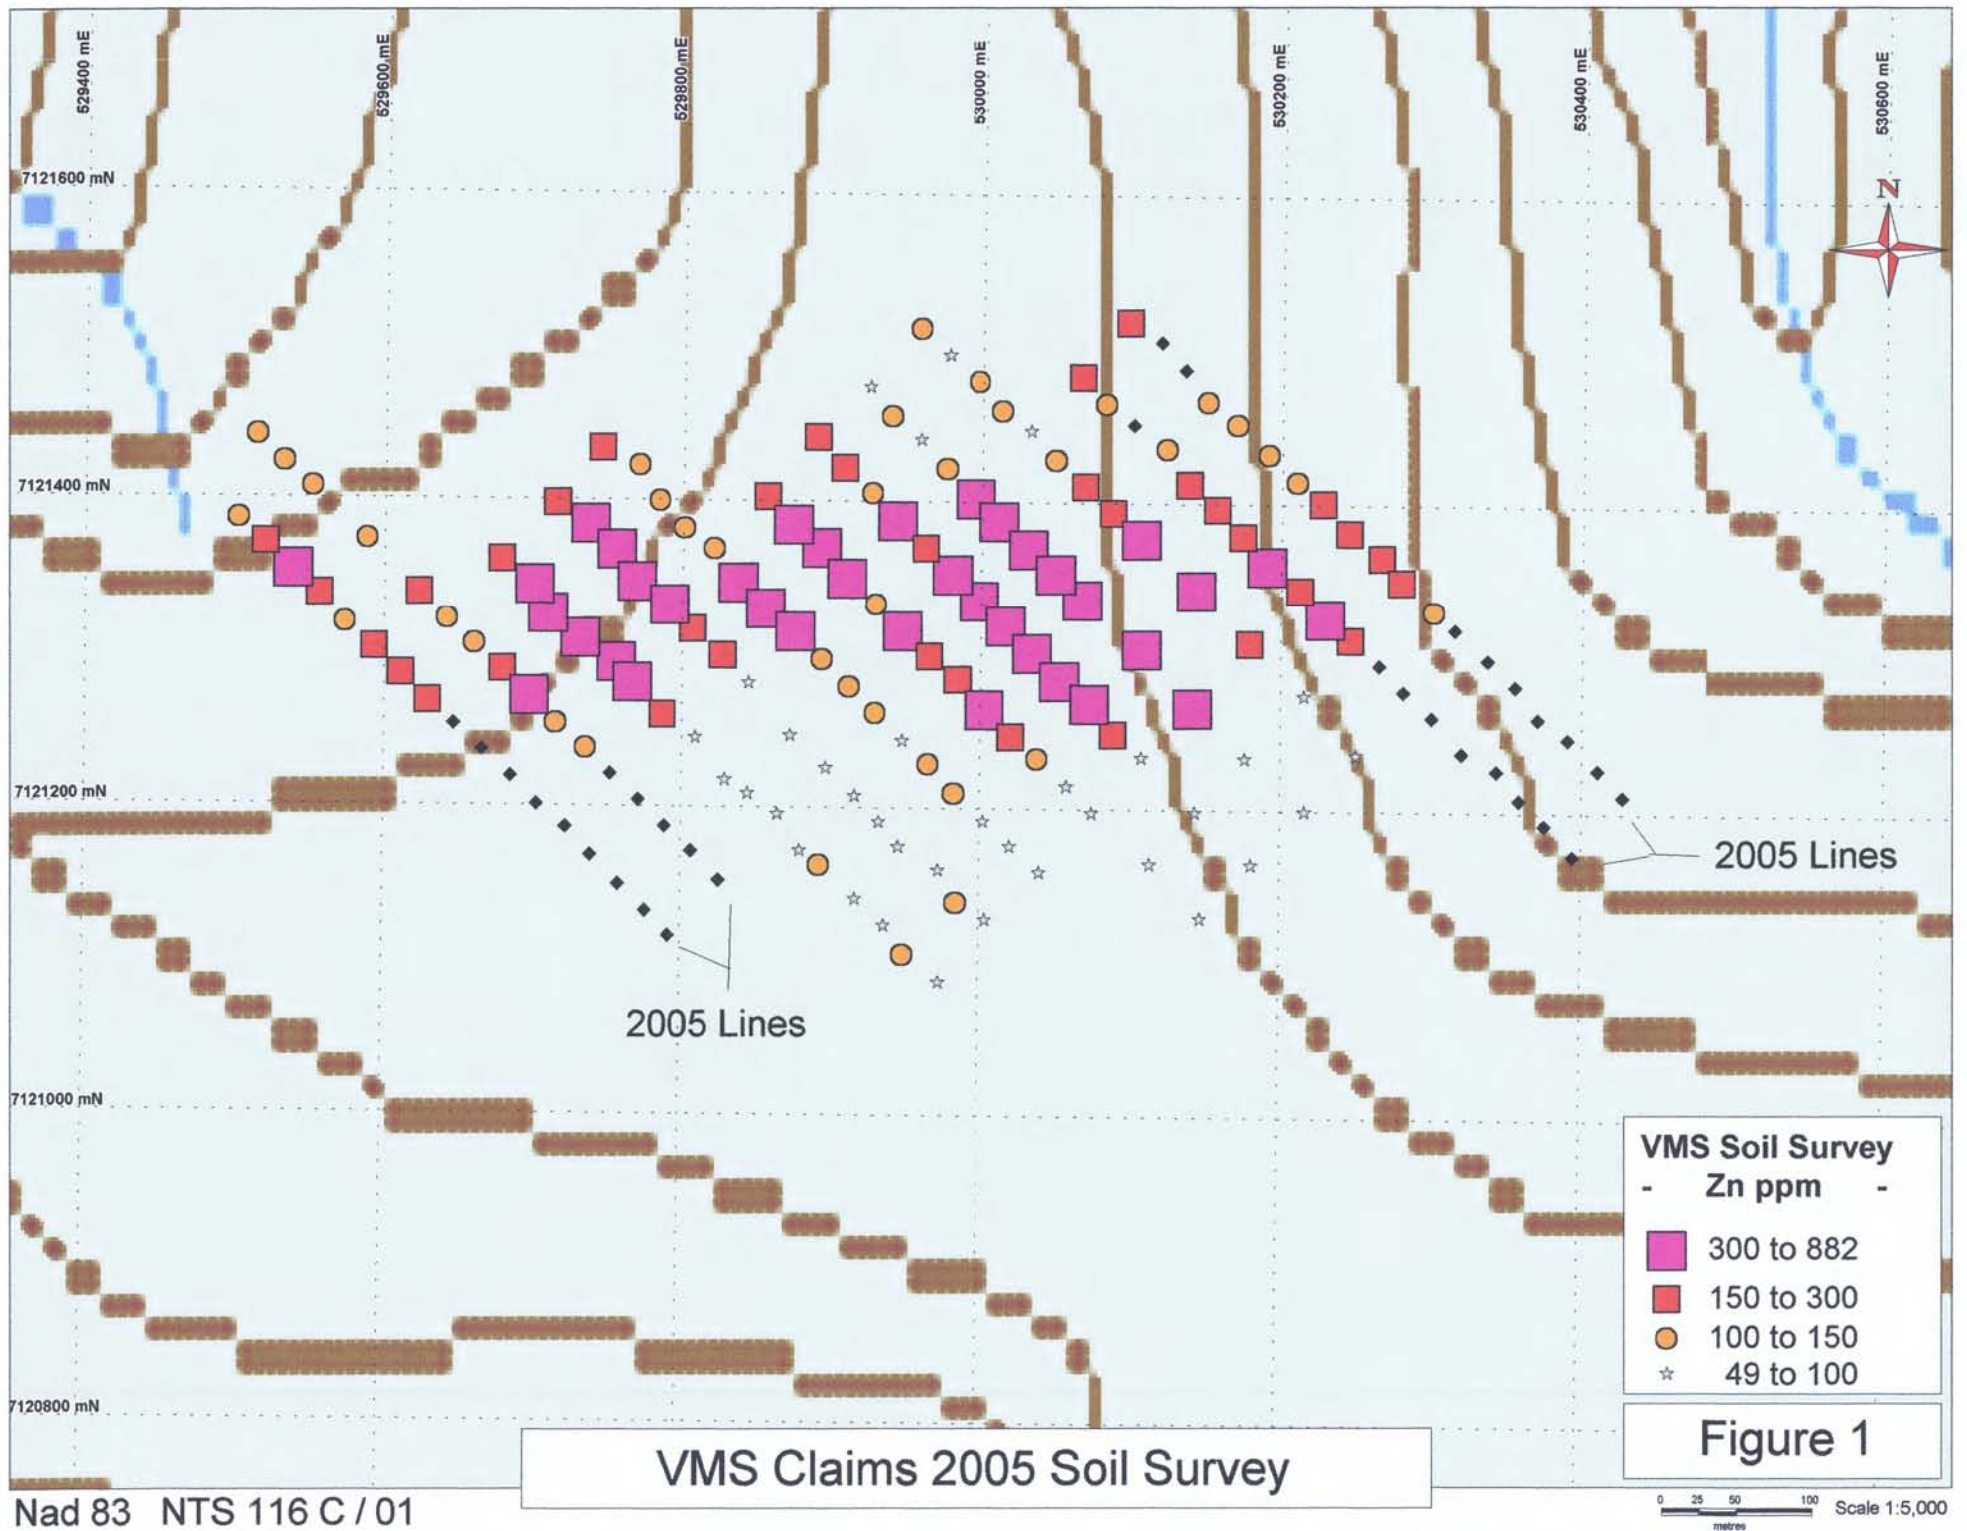 529400 mE
529600 mE
529800 mE
530000 mE
530200 mE
530400 mE
530600 mE
7121600 mN
N
7121400 mN
7121200 mN
2005 Lines
2005 Lines
7121000 mN
VMS Soil Survey
- Zn ppm -
300 to 882
150 to 300
100 to 150
49 to 100
7120800 mN
Figure 1
VMS Claims 2005 Soil Survey
Nad 83 NTS 116 C / 01
0 25 50 100
metres
Scale 1:5,000